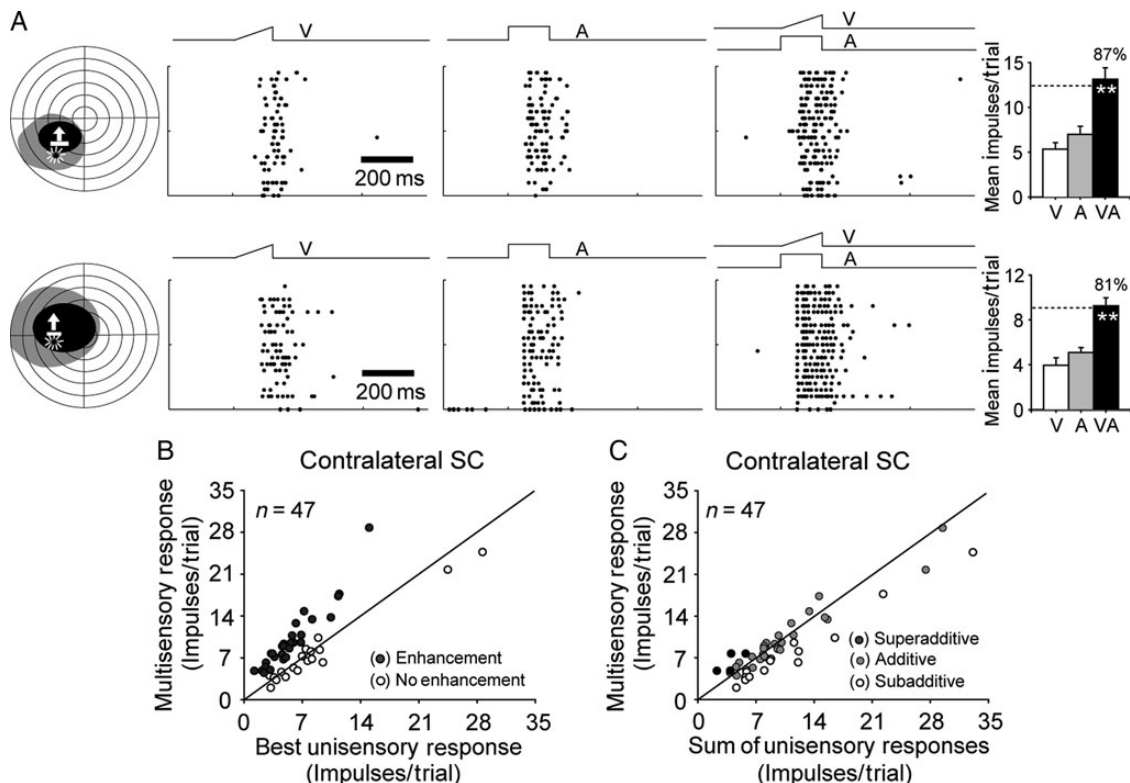 A
V
A
V
A
200 ms
Mean impulses/trial
15
10
5
0
87%
**
V A VA
V
A
V
A
200 ms
Mean impulses/trial
12
8
4
0
81%
**
V A VA
B
Contralateral SC
n = 47
Multisensory response
(Impulses/trial)
35
28
21
14
7
0
Enhancement
No enhancement
0 7 14 21 28 35
Best unisensory response
(Impulses/trial)
C
Contralateral SC
n = 47
Multisensory response
(Impulses/trial)
35
28
21
14
7
0
Superadditive
Additive
Subadditive
0 7 14 21 28 35
Sum of unisensory responses
(Impulses/trial)